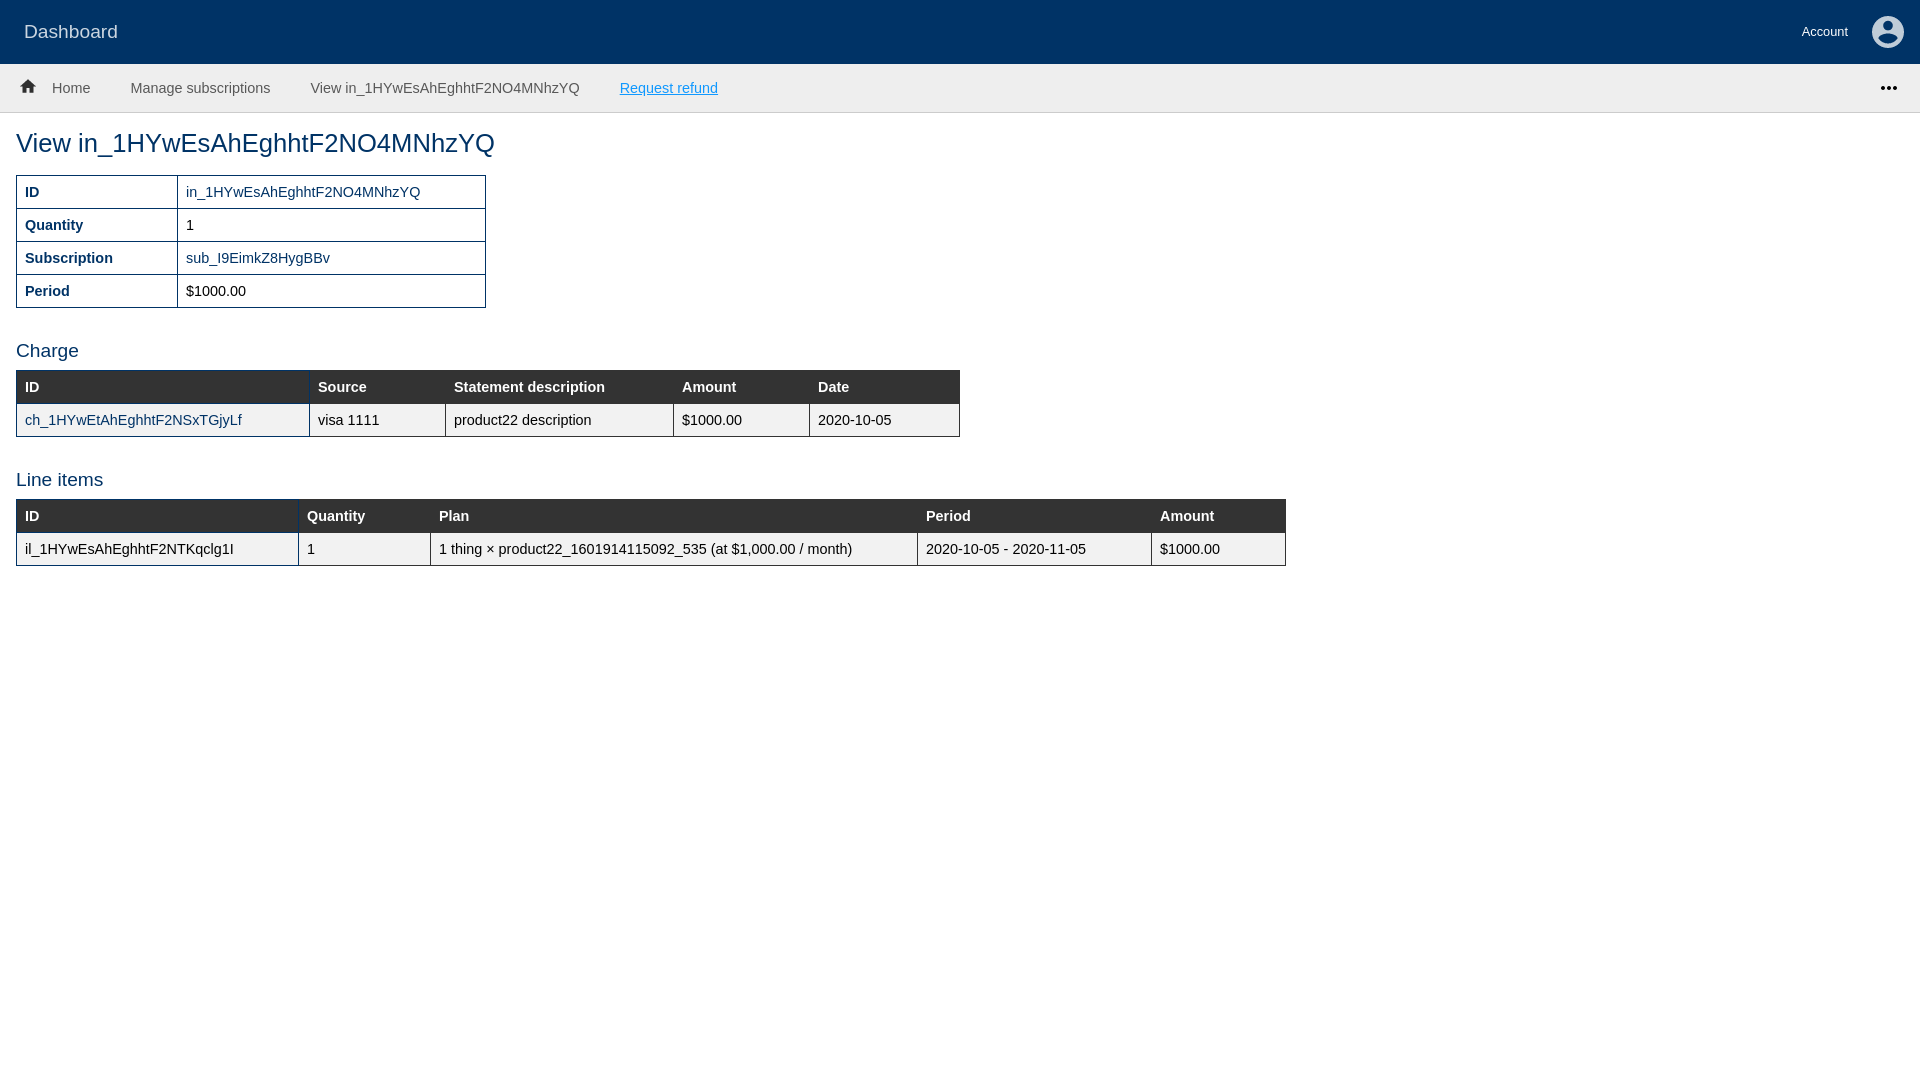 Dashboard
Account
Home
Manage subscriptions
View in_1HYwEsAhEghhtF2NO4MNhzYQ
Request refund
View in_1HYwEsAhEghhtF2NO4MNhzYQ
ID in_1HYwEsAhEghhtF2NO4MNhzYQ
Quantity 1
Subscription sub_I9EimkZ8HygBBv
Period $1000.00
Charge
ID Source Statement description Amount Date
ch_1HYwEtAhEghhtF2NSxTGjyLf visa 1111 product22 description $1000.00 2020-10-05
Line items
ID Quantity Plan Period Amount
il_1HYwEsAhEghhtF2NTKqclg1I 1 1 thing × product22_1601914115092_535 (at $1,000.00 / month) 2020-10-05 - 2020-11-05 $1000.00